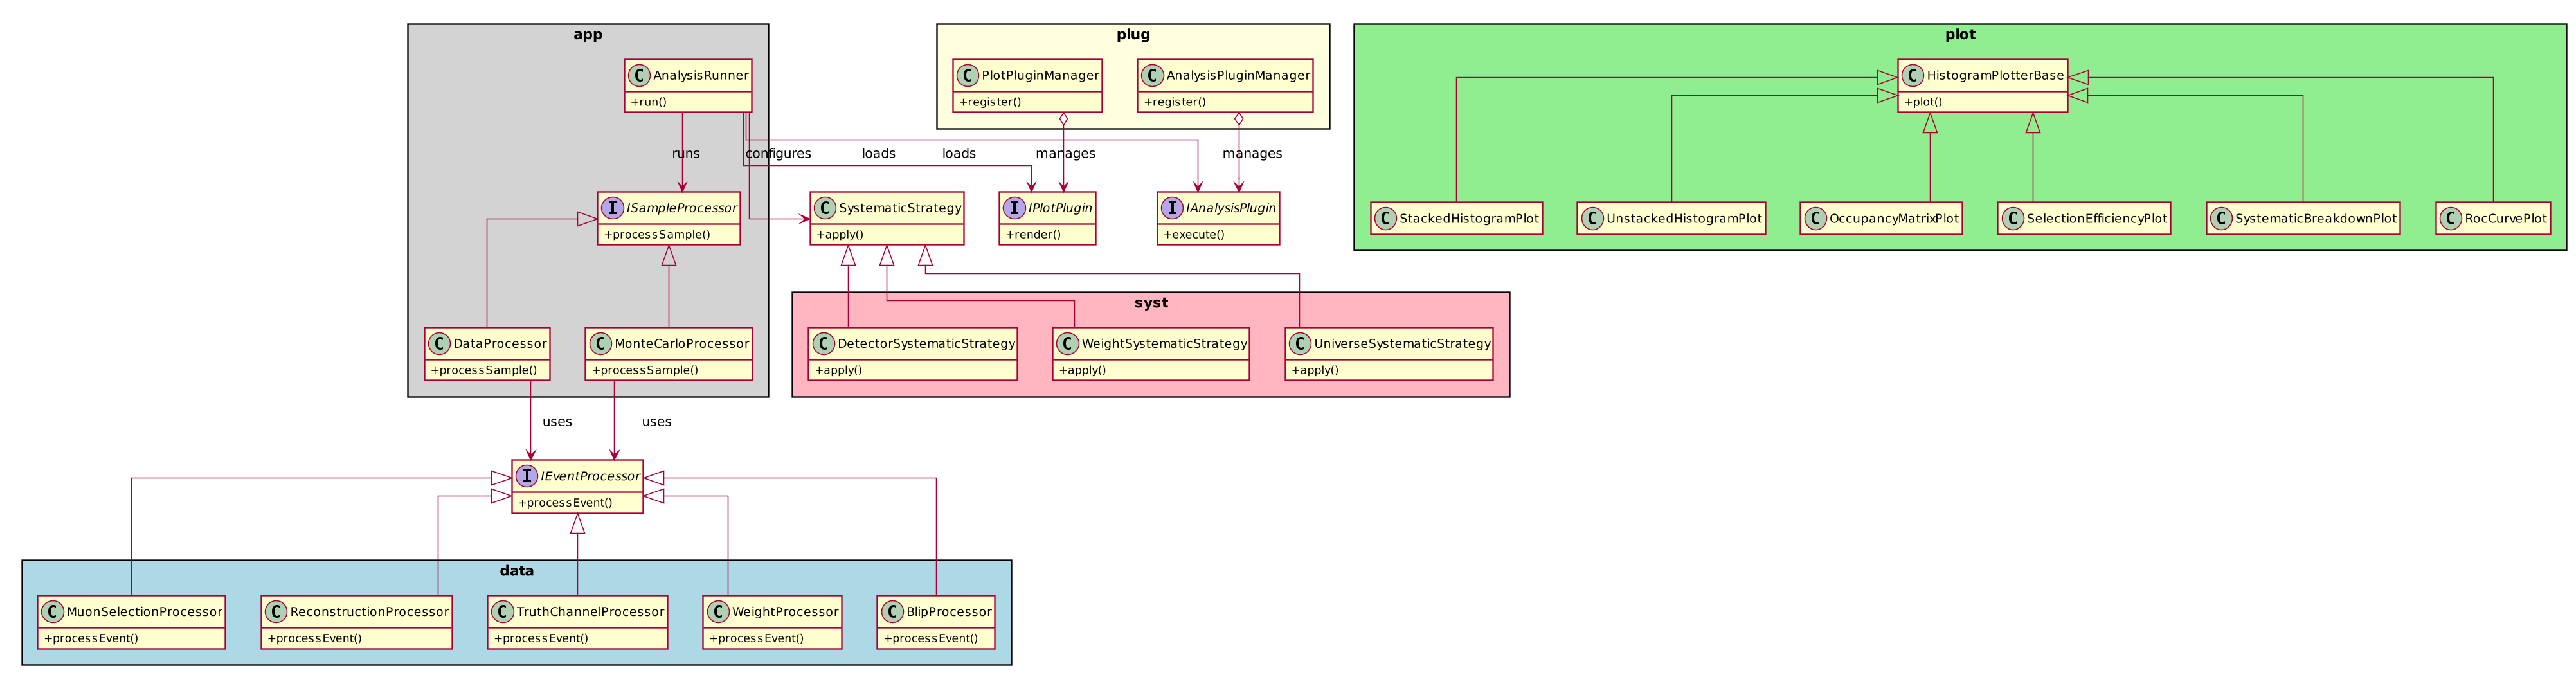 app
plug
plot
C AnalysisRunner
+run()
C PlotPluginManager
+register()
C AnalysisPluginManager
+register()
C HistogramPlotterBase
+plot()
runs
configures
loads
loads
manages
manages
I ISampleProcessor
+processSample()
C SystematicStrategy
+apply()
I IPlotPlugin
+render()
I IAnalysisPlugin
+execute()
C StackedHistogramPlot
C UnstackedHistogramPlot
C OccupancyMatrixPlot
C SelectionEfficiencyPlot
C SystematicBreakdownPlot
C RocCurvePlot
syst
C DataProcessor
+processSample()
C MonteCarloProcessor
+processSample()
C DetectorSystematicStrategy
+apply()
C WeightSystematicStrategy
+apply()
C UniverseSystematicStrategy
+apply()
uses
uses
I IEventProcessor
+processEvent()
data
C MuonSelectionProcessor
+processEvent()
C ReconstructionProcessor
+processEvent()
C TruthChannelProcessor
+processEvent()
C WeightProcessor
+processEvent()
C BlipProcessor
+processEvent()